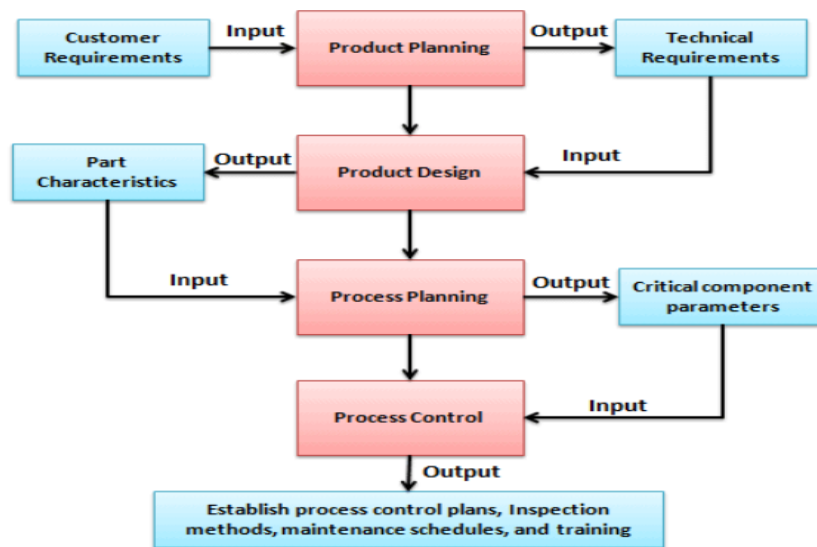 Customer
Requirements
Input
Product Planning
Output
Technical
Requirements
Part
Characteristics
Output
Product Design
Input
Input
Process Planning
Output
Critical component
parameters
Process Control
Input
Output
Establish process control plans, Inspection
methods, maintenance schedules, and training